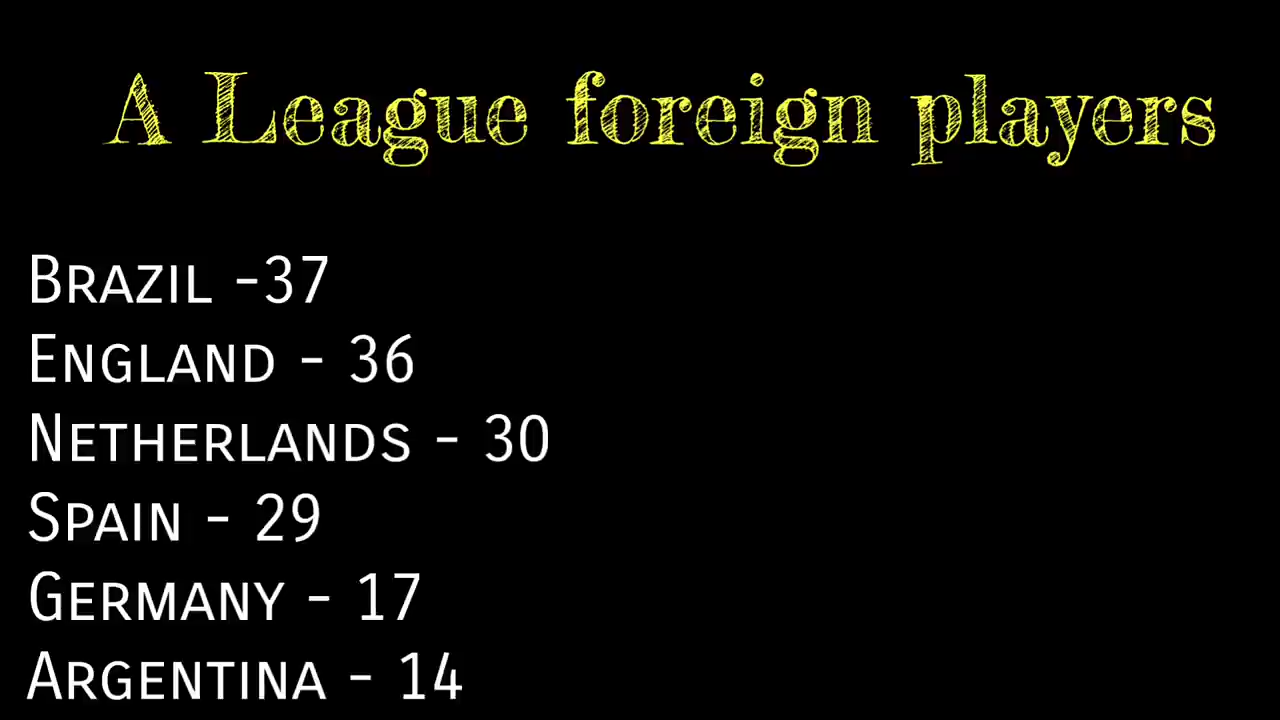 A League foreign players
Brazil -37
England - 36
Netherlands - 30
Spain - 29
Germany - 17
Argentina - 14